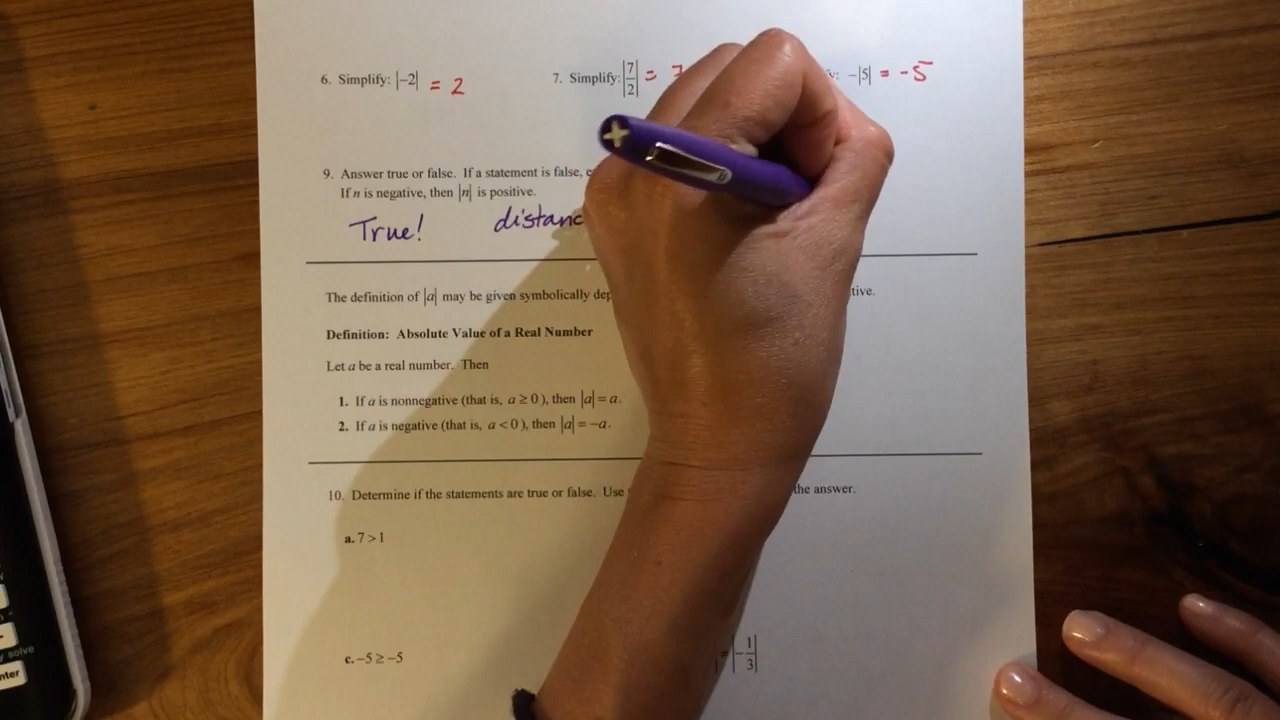 6. Simplify: |−2| = 2
7. Simplify: |7/2| =
−|5| = -5
9. Answer true or false. If a statement is false,
If n is negative, then |n| is positive.
True! distanc
The definition of |a| may be given symbolically
Definition: Absolute Value of a Real Number
Let a be a real number. Then
1. If a is nonnegative (that is, a ≥ 0), then |a| = a.
2. If a is negative (that is, a < 0), then |a| = −a.
10. Determine if the statements are true or false. Use the answer.
a. 7 > 1
c. −5 ≥ −5
= |−1/3|
solve